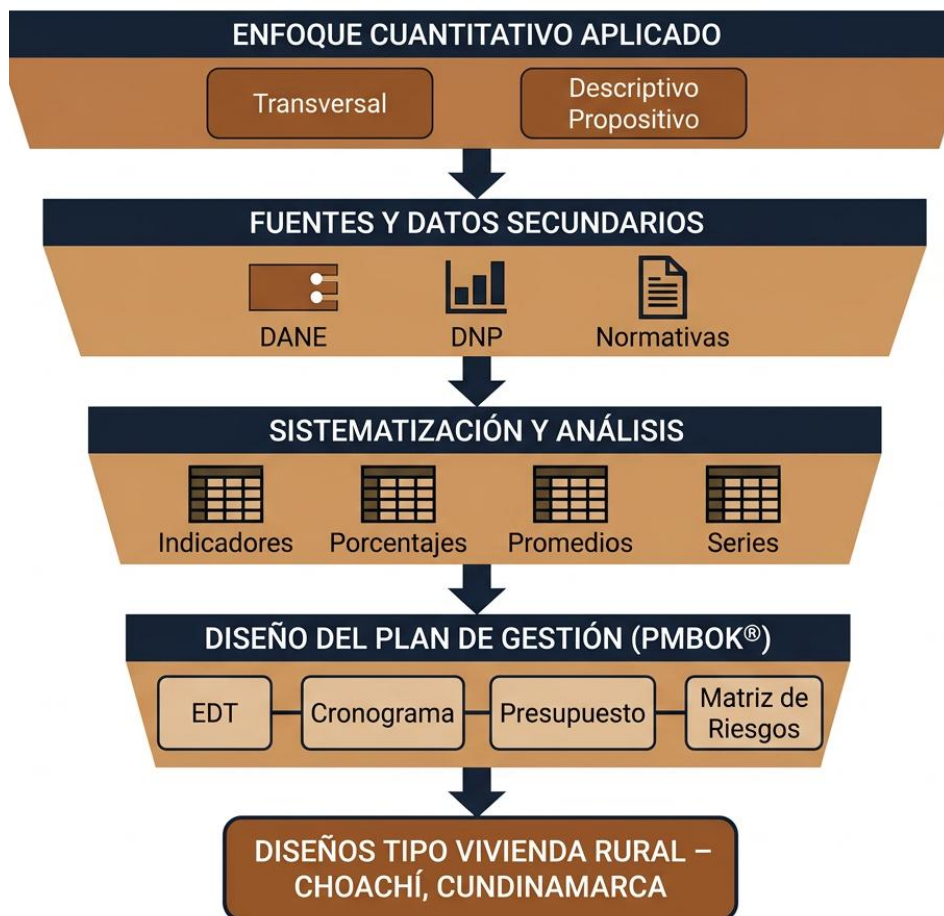 ENFOQUE CUANTITATIVO APLICADO
Transversal
Descriptivo
Propositivo
FUENTES Y DATOS SECUNDARIOS
DANE
DNP
Normativas
SISTEMATIZACIÓN Y ANÁLISIS
Indicadores
Porcentajes
Promedios
Series
DISEÑO DEL PLAN DE GESTIÓN (PMBOK®)
EDT
Cronograma
Presupuesto
Matriz de
Riesgos
DISEÑOS TIPO VIVIENDA RURAL –
CHOACHÍ, CUNDINAMARCA